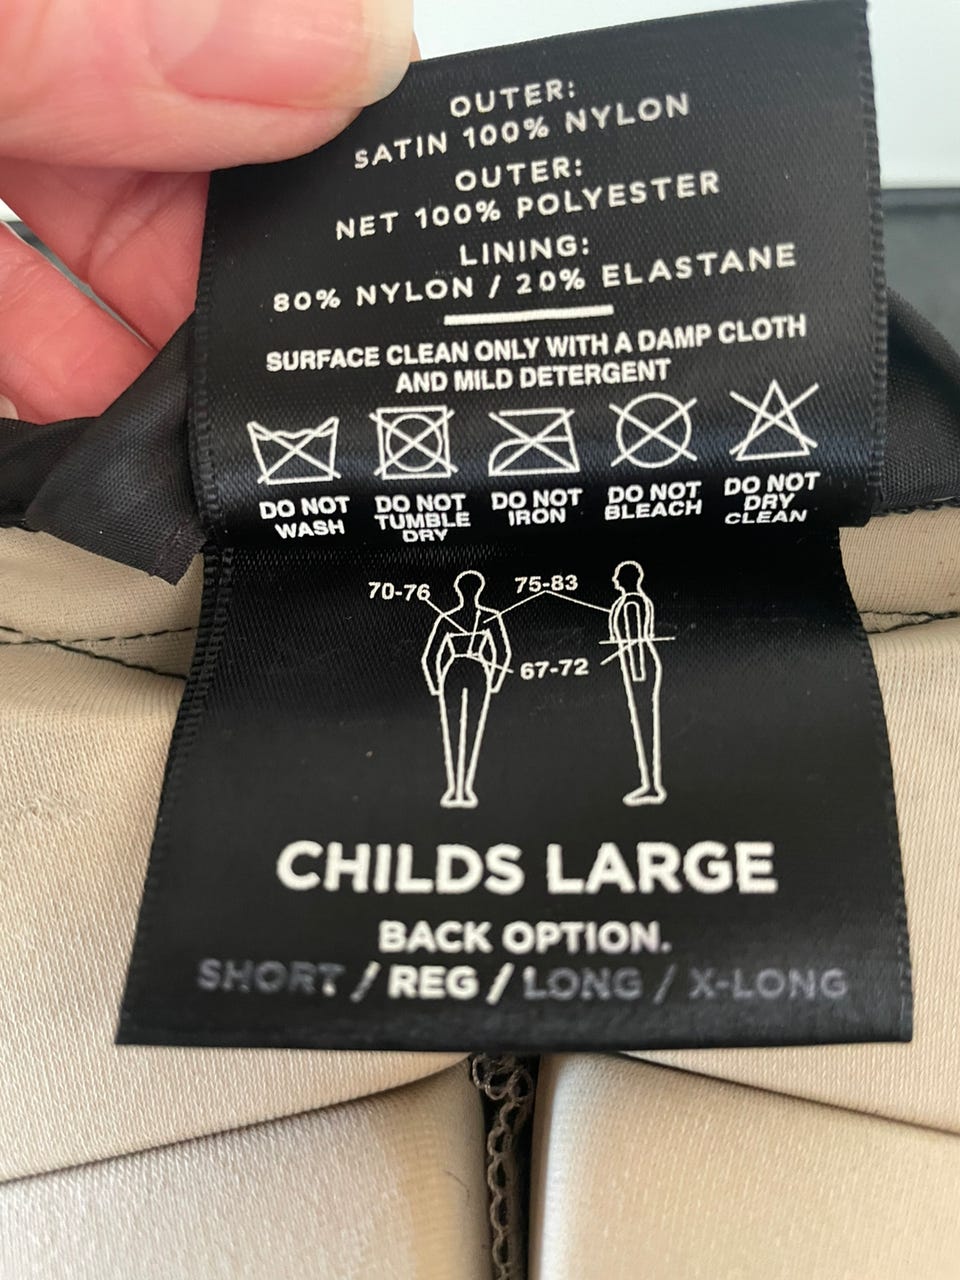 OUTER:
SATIN 100% NYLON
OUTER:
NET 100% POLYESTER
LINING:
80% NYLON / 20% ELASTANE
SURFACE CLEAN ONLY WITH A DAMP CLOTH
AND MILD DETERGENT
DO NOT
WASH
DO NOT
TUMBLE
DRY
DO NOT
IRON
DO NOT
BLEACH
DO NOT
DRY
CLEAN
70-76
75-83
67-72
CHILDS LARGE
BACK OPTION.
SHORT / REG / LONG / X-LONG